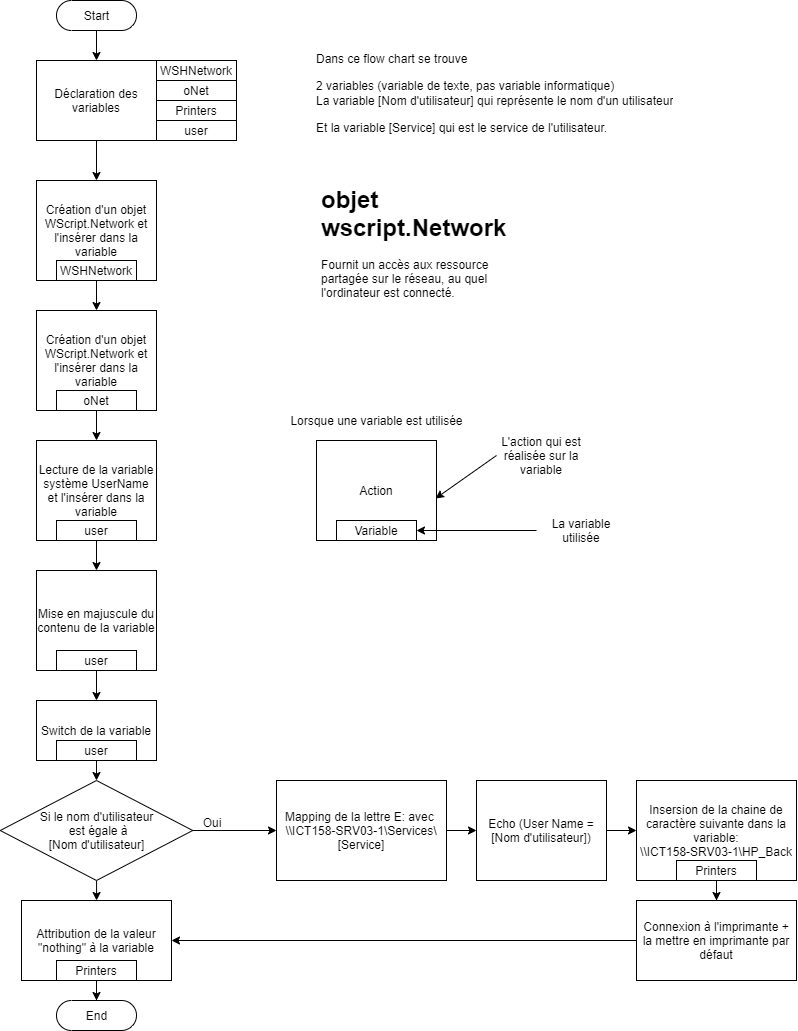 Start
Déclaration des
variables
WSHNetwork
oNet
Printers
user
Dans ce flow chart se trouve
2 variables (variable de texte, pas variable informatique)
La variable [Nom d'utilisateur] qui représente le nom d'un utilisateur
Et la variable [Service] qui est le service de l'utilisateur.
Création d'un objet
WScript.Network et
l'insérer dans la
variable
WSHNetwork
objet
wscript.Network
Fournit un accès aux ressource
partagée sur le réseau, au quel
l'ordinateur est connecté.
Création d'un objet
WScript.Network et
l'insérer dans la
variable
oNet
Lorsque une variable est utilisée
Action
Variable
L'action qui est
réalisée sur la
variable
La variable
utilisée
Lecture de la variable
système UserName
et l'insérer dans la
variable
user
Mise en majuscule du
contenu de la variable
user
Switch de la variable
user
Si le nom d'utilisateur
est égale à
[Nom d'utilisateur]
Oui
Mapping de la lettre E: avec
\\ICT158-SRV03-1\Services\
[Service]
Echo (User Name =
[Nom d'utilisateur])
Insersion de la chaine de
caractère suivante dans la
variable:
\\ICT158-SRV03-1\HP_Back
Printers
Connexion à l'imprimante +
la mettre en imprimante par
défaut
Attribution de la valeur
"nothing" à la variable
Printers
End